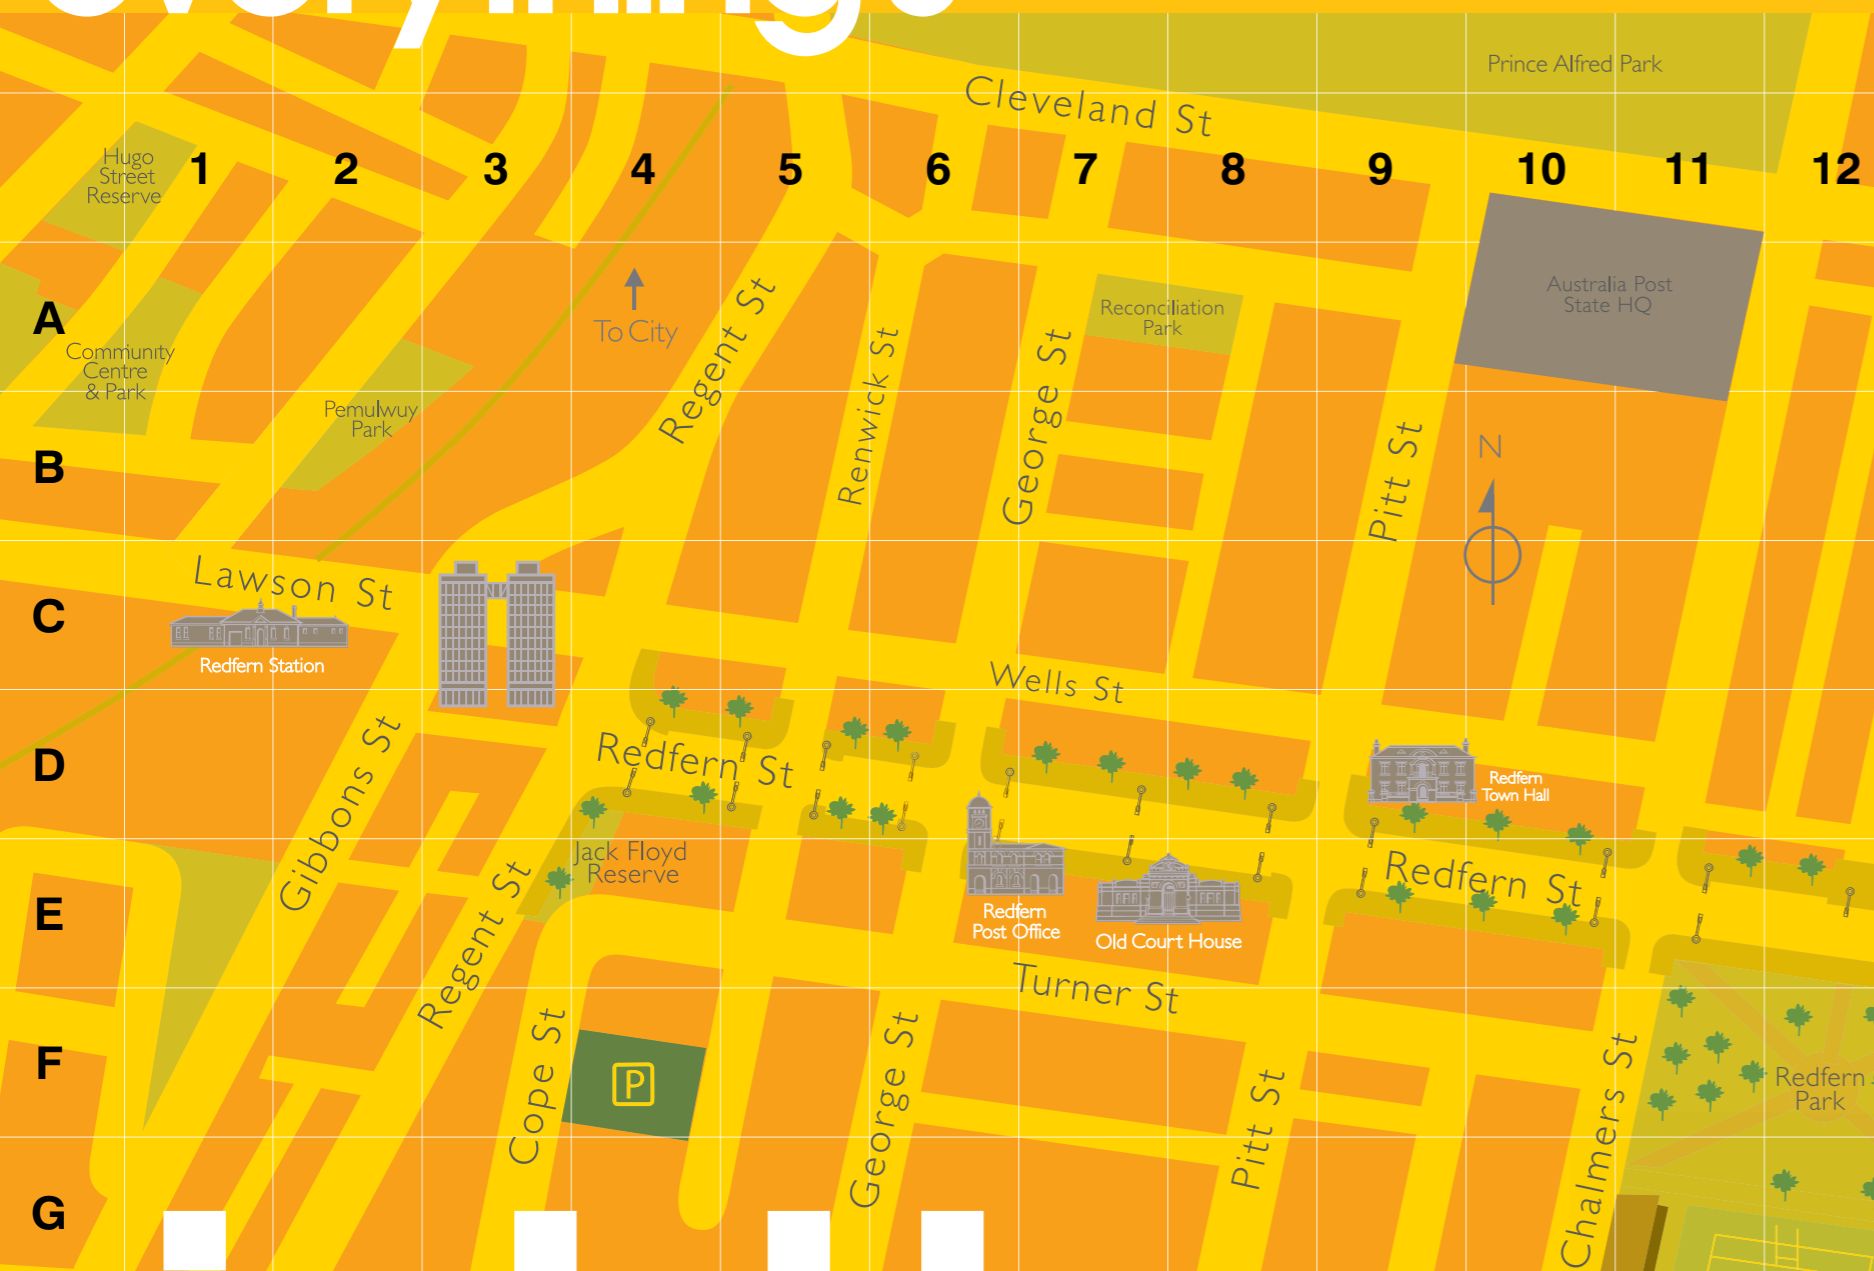 everything
Prince Alfred Park
Cleveland St
1 2 3 4 5 6 7 8 9 10 11 12
Hugo
Street
Reserve
A
To City
Regent St
Renwick St
George St
Reconciliation
Park
Australia Post
State HQ
Community
Centre
& Park
Pemulwuy
Park
B
Pitt St
N
C
Lawson St
Redfern Station
Wells St
D
Gibbons St
Redfern St
Redfern
Town Hall
E
Regent St
Jack Floyd
Reserve
Redfern
Post Office
Old Court House
Redfern St
Turner St
F
Cope St
P
George St
Pitt St
Chalmers St
Redfern
Park
G